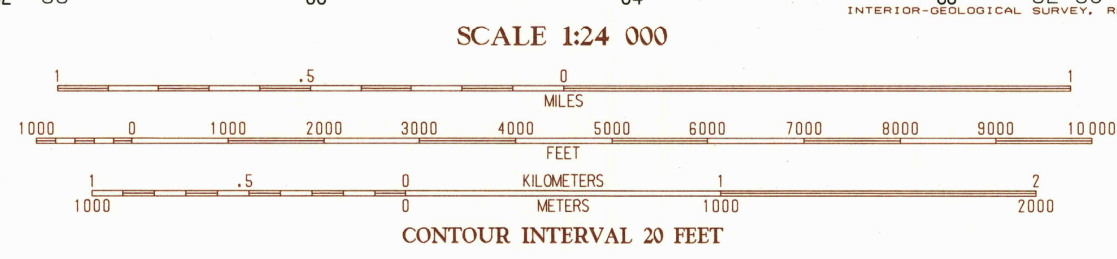 INTERIOR-GEOLOGICAL SURVEY, R
SCALE 1:24 000
1 .5 0 1
MILES
1000 0 1000 2000 3000 4000 5000 6000 7000 8000 9000 10000
FEET
1 .5 0 KILOMETERS 1 2
1000 0 METERS 1000 2000
CONTOUR INTERVAL 20 FEET